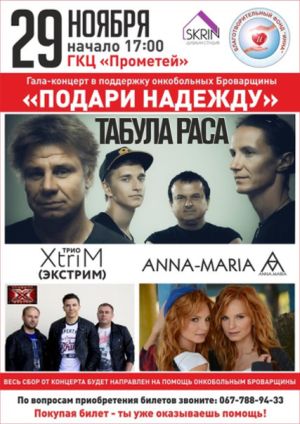 29 НОЯБРЯ
начало 17:00
ГКЦ «Прометей»
SKRIN
БЛАГОТВОРИТЕЛЬНЫЙ ФОНД
Гала-концерт в поддержку онкобольных Броварщины
«ПОДАРИ НАДЕЖДУ»
ТАБУЛА РАСА
ТРИО
XtriM
(ЭКСТРИМ)
ANNA-MARIA
ANNA.MARIA
X
ВЕСЬ СБОР ОТ КОНЦЕРТА БУДЕТ НАПРАВЛЕН НА ПОМОЩЬ ОНКОБОЛЬНЫМ БРОВАРЩИНЫ
По вопросам приобретения билетов звоните: 067-788-94-33
Покупая билет - ты уже оказываешь помощь!